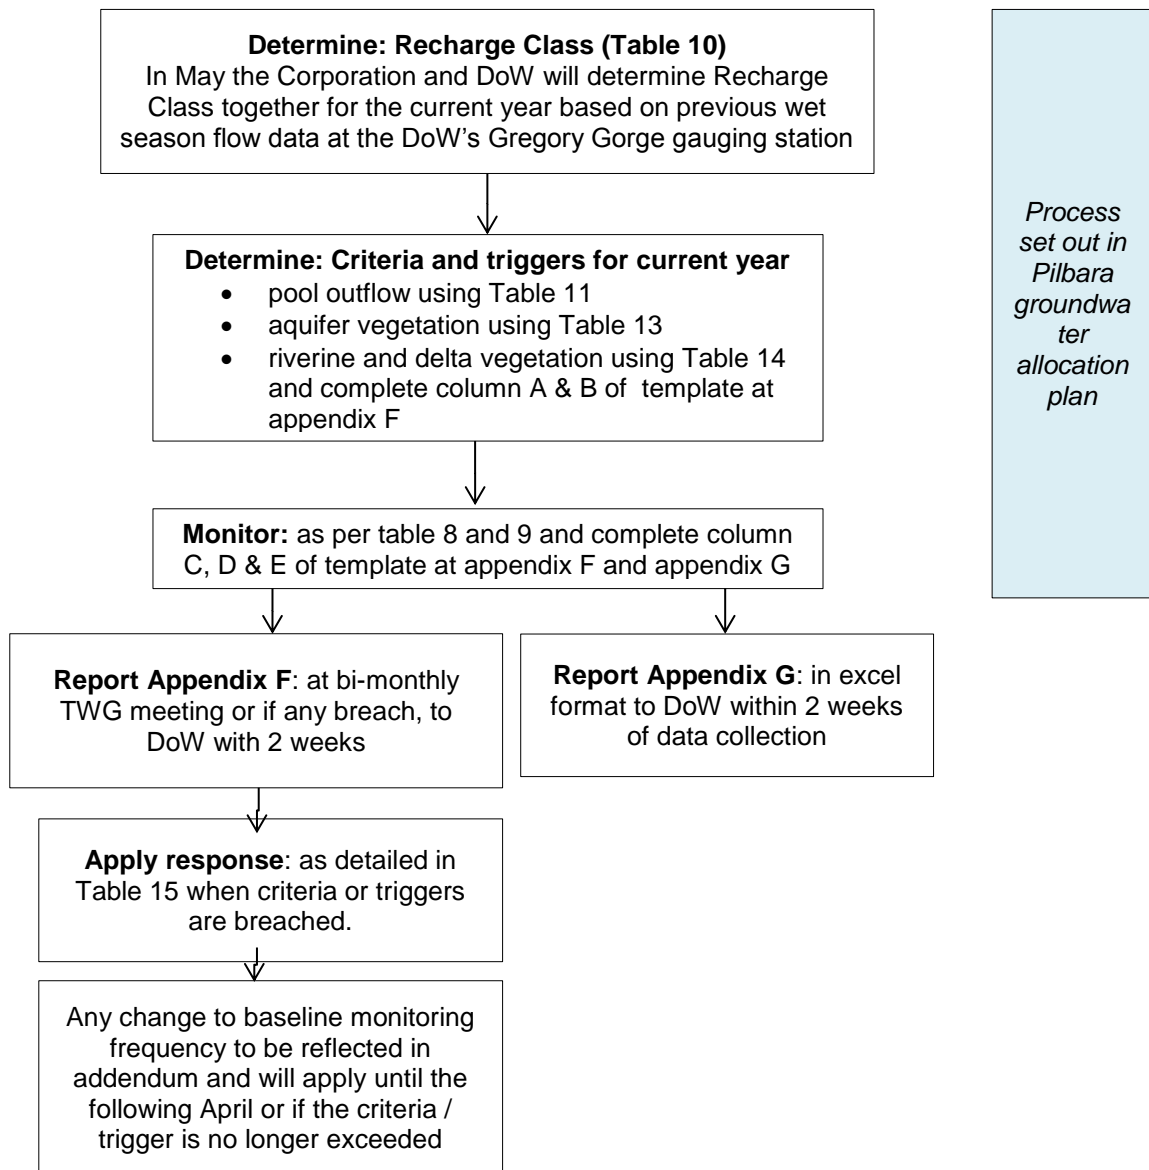 Determine: Recharge Class (Table 10)
In May the Corporation and DoW will determine Recharge
Class together for the current year based on previous wet
season flow data at the DoW's Gregory Gorge gauging station
Determine: Criteria and triggers for current year
• pool outflow using Table 11
• aquifer vegetation using Table 13
• riverine and delta vegetation using Table 14
and complete column A & B of template at
appendix F
Monitor: as per table 8 and 9 and complete column
C, D & E of template at appendix F and appendix G
Report Appendix F: at bi-monthly
TWG meeting or if any breach, to
DoW with 2 weeks
Report Appendix G: in excel
format to DoW within 2 weeks
of data collection
Apply response: as detailed in
Table 15 when criteria or triggers
are breached.
Any change to baseline monitoring
frequency to be reflected in
addendum and will apply until the
following April or if the criteria /
trigger is no longer exceeded
Process
set out in
Pilbara
groundwa
ter
allocation
plan